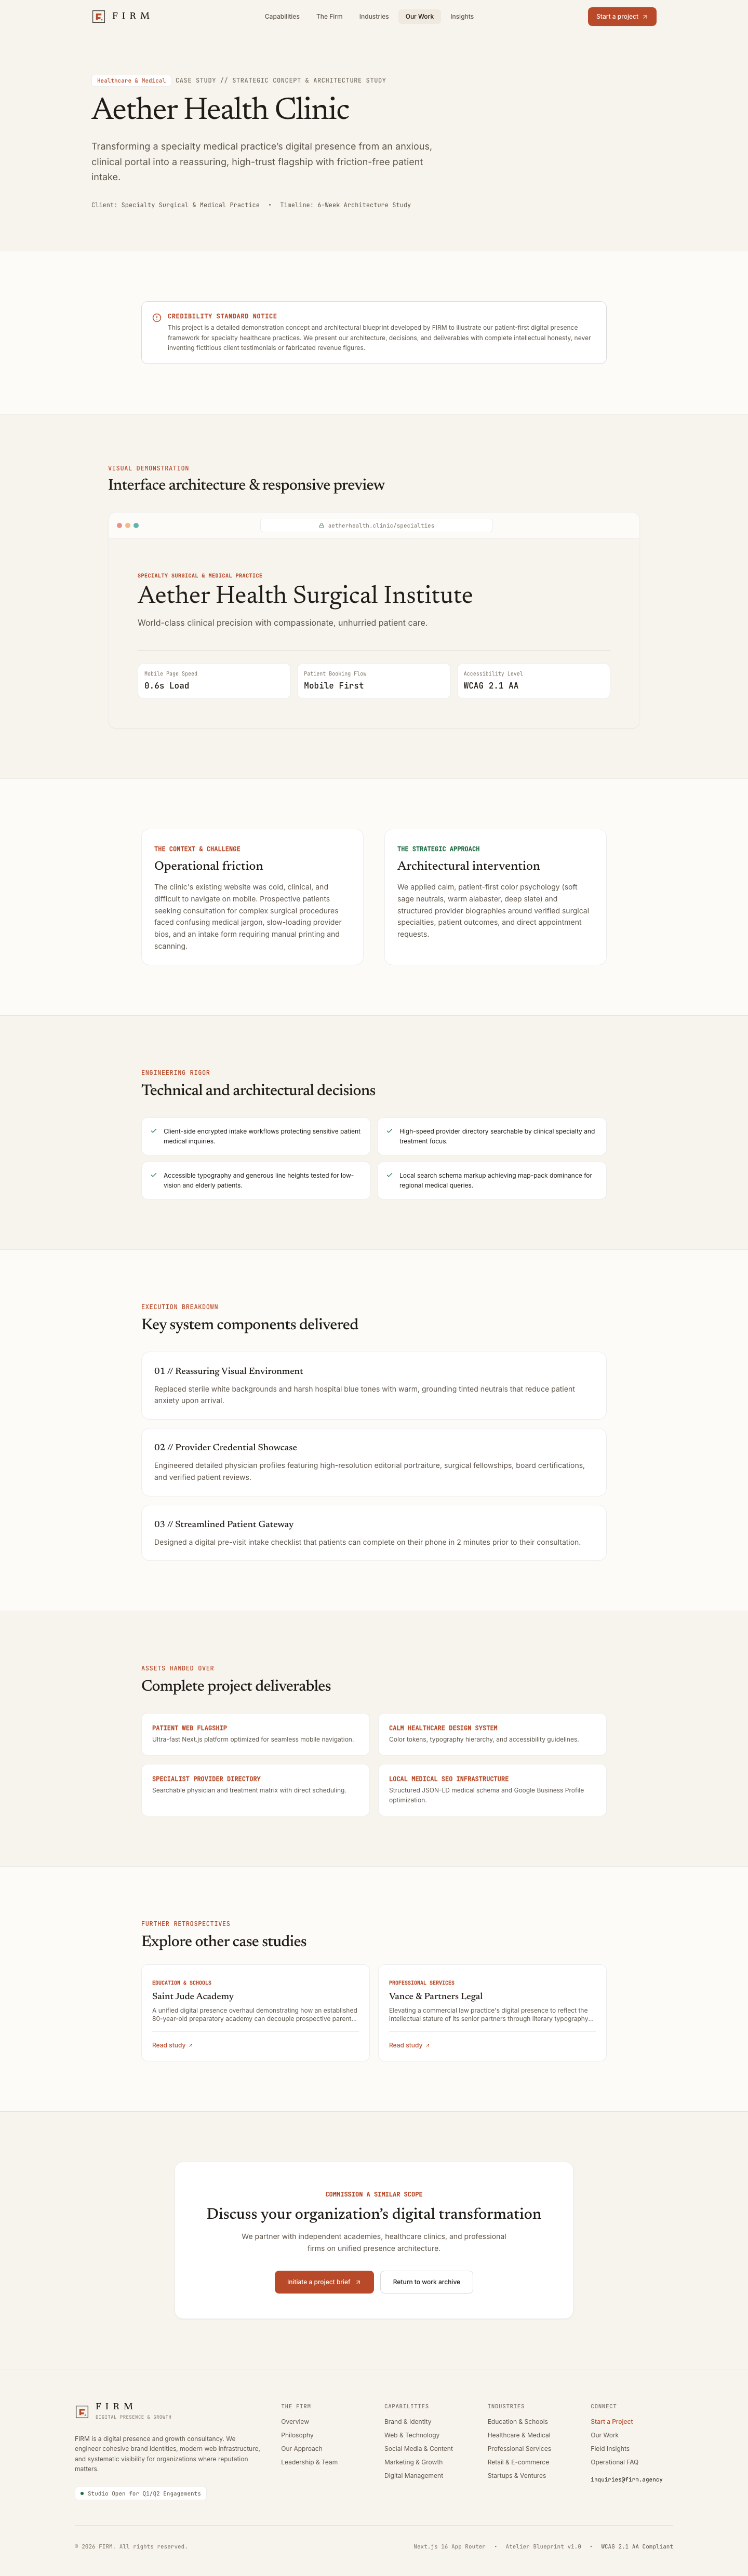 FIRM
Capabilities
The Firm
Industries
Our Work
Insights
Start a project
Healthcare & Medical
CASE STUDY // STRATEGIC CONCEPT & ARCHITECTURE STUDY
Aether Health Clinic
Transforming a specialty medical practice’s digital presence from an anxious,
clinical portal into a reassuring, high-trust flagship with friction-free patient
intake.
Client: Specialty Surgical & Medical Practice • Timeline: 6-Week Architecture Study
CREDIBILITY STANDARD NOTICE
This project is a detailed demonstration concept and architectural blueprint developed by FIRM to illustrate our patient-first digital presence
framework for specialty healthcare practices. We present our architecture, decisions, and deliverables with complete intellectual honesty, never
inventing fictitious client testimonials or fabricated revenue figures.
VISUAL DEMONSTRATION
Interface architecture & responsive preview
aetherhealth.clinic/specialties
SPECIALTY SURGICAL & MEDICAL PRACTICE
Aether Health Surgical Institute
World-class clinical precision with compassionate, unhurried patient care.
Mobile Page Speed
0.6s Load
Patient Booking Flow
Mobile First
Accessibility Level
WCAG 2.1 AA
THE CONTEXT & CHALLENGE
Operational friction
The clinic's existing website was cold, clinical, and
difficult to navigate on mobile. Prospective patients
seeking consultation for complex surgical procedures
faced confusing medical jargon, slow-loading provider
bios, and an intake form requiring manual printing and
scanning.
THE STRATEGIC APPROACH
Architectural intervention
We applied calm, patient-first color psychology (soft
sage neutrals, warm alabaster, deep slate) and
structured provider biographies around verified surgical
specialties, patient outcomes, and direct appointment
requests.
ENGINEERING RIGOR
Technical and architectural decisions
Client-side encrypted intake workflows protecting sensitive patient
medical inquiries.
High-speed provider directory searchable by clinical specialty and
treatment focus.
Accessible typography and generous line heights tested for low-
vision and elderly patients.
Local search schema markup achieving map-pack dominance for
regional medical queries.
EXECUTION BREAKDOWN
Key system components delivered
01 // Reassuring Visual Environment
Replaced sterile white backgrounds and harsh hospital blue tones with warm, grounding tinted neutrals that reduce patient
anxiety upon arrival.
02 // Provider Credential Showcase
Engineered detailed physician profiles featuring high-resolution editorial portraiture, surgical fellowships, board certifications,
and verified patient reviews.
03 // Streamlined Patient Gateway
Designed a digital pre-visit intake checklist that patients can complete on their phone in 2 minutes prior to their consultation.
ASSETS HANDED OVER
Complete project deliverables
PATIENT WEB FLAGSHIP
Ultra-fast Next.js platform optimized for seamless mobile navigation.
CALM HEALTHCARE DESIGN SYSTEM
Color tokens, typography hierarchy, and accessibility guidelines.
SPECIALIST PROVIDER DIRECTORY
Searchable physician and treatment matrix with direct scheduling.
LOCAL MEDICAL SEO INFRASTRUCTURE
Structured JSON-LD medical schema and Google Business Profile
optimization.
FURTHER RETROSPECTIVES
Explore other case studies
EDUCATION & SCHOOLS
Saint Jude Academy
A unified digital presence overhaul demonstrating how an established
80-year-old preparatory academy can decouple prospective parent...
Read study
PROFESSIONAL SERVICES
Vance & Partners Legal
Elevating a commercial law practice's digital presence to reflect the
intellectual stature of its senior partners through literary typography...
Read study
COMMISSION A SIMILAR SCOPE
Discuss your organization’s digital transformation
We partner with independent academies, healthcare clinics, and professional
firms on unified presence architecture.
Initiate a project brief
Return to work archive
FIRM
DIGITAL PRESENCE & GROWTH
FIRM is a digital presence and growth consultancy. We
engineer cohesive brand identities, modern web infrastructure,
and systematic visibility for organizations where reputation
matters.
Studio Open for Q1/Q2 Engagements
THE FIRM
Overview
Philosophy
Our Approach
Leadership & Team
CAPABILITIES
Brand & Identity
Web & Technology
Social Media & Content
Marketing & Growth
Digital Management
INDUSTRIES
Education & Schools
Healthcare & Medical
Professional Services
Retail & E-commerce
Startups & Ventures
CONNECT
Start a Project
Our Work
Field Insights
Operational FAQ
inquiries@firm.agency
© 2026 FIRM. All rights reserved.
Next.js 16 App Router • Atelier Blueprint v1.0 • WCAG 2.1 AA Compliant